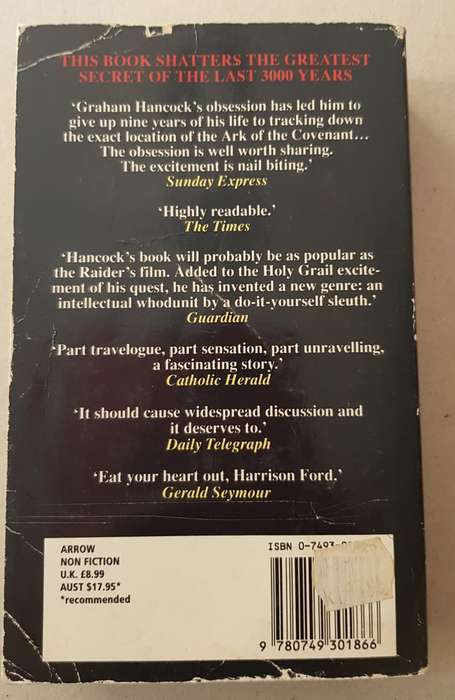 THIS BOOK SHATTERS THE GREATEST
SECRET OF THE LAST 3000 YEARS
‘Graham Hancock’s obsession has led him to
give up nine years of his life to tracking down
the exact location of the Ark of the Covenant…
The obsession is well worth sharing.
The excitement is nail biting.’
Sunday Express
‘Highly readable.’
The Times
‘Hancock’s book will probably be as popular as
the Raider’s film. Added to the Holy Grail excite-
ment of his quest, he has invented a new genre: an
intellectual whodunit by a do-it-yourself sleuth.’
Guardian
‘Part travelogue, part sensation, part unravelling,
a fascinating story.’
Catholic Herald
‘It should cause widespread discussion and
it deserves to.’
Daily Telegraph
‘Eat your heart out, Harrison Ford.’
Gerald Seymour
ARROW
NON FICTION
U.K. £8.99
AUST $17.95*
*recommended
ISBN 0-7493-
9 780749 301866